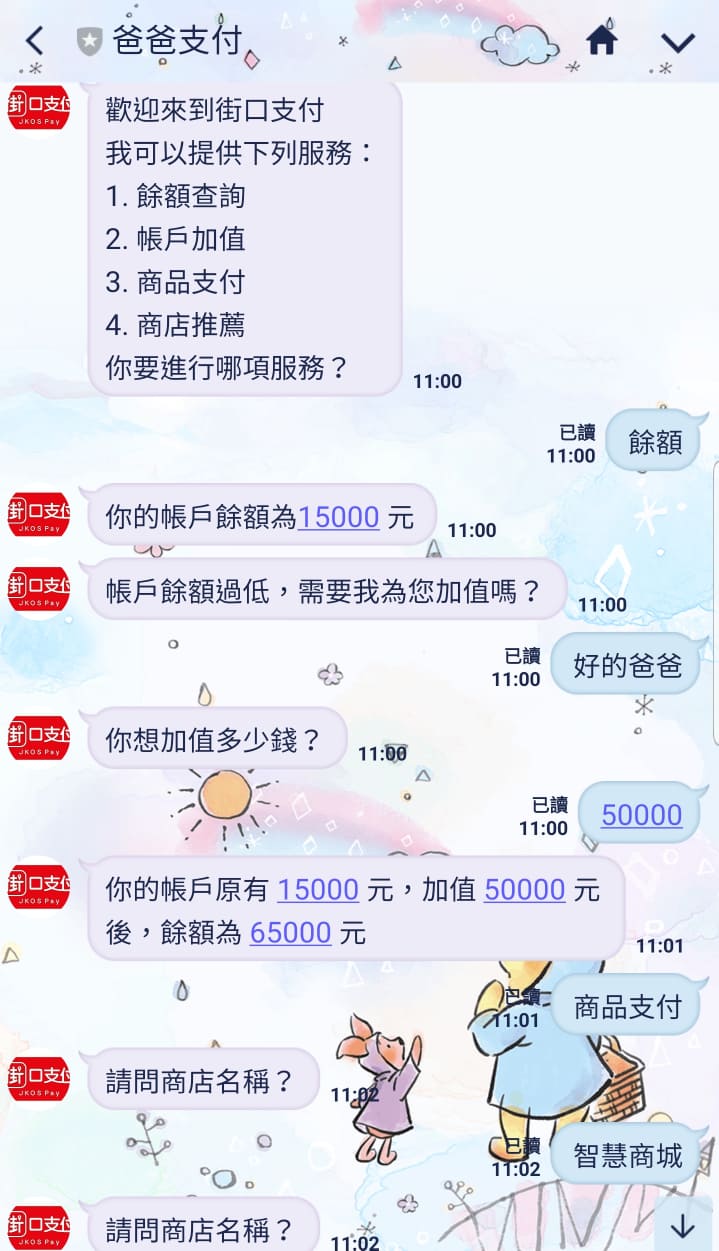 爸爸支付
街口支付
JKOS Pay
歡迎來到街口支付
我可以提供下列服務：
1. 餘額查詢
2. 帳戶加值
3. 商品支付
4. 商店推薦
你要進行哪項服務？
11:00
已讀
11:00
餘額
街口支付
JKOS Pay
你的帳戶餘額為15000 元
11:00
街口支付
JKOS Pay
帳戶餘額過低，需要我為您加值嗎？
11:00
已讀
11:00
好的爸爸
街口支付
JKOS Pay
你想加值多少錢？
11:00
已讀
11:00
50000
街口支付
JKOS Pay
你的帳戶原有 15000 元，加值 50000 元
後，餘額為 65000 元
11:01
已讀
11:01
商品支付
街口支付
JKOS Pay
請問商店名稱？
11:02
已讀
11:02
智慧商城
街口支付
JKOS Pay
請問商店名稱？
11:02